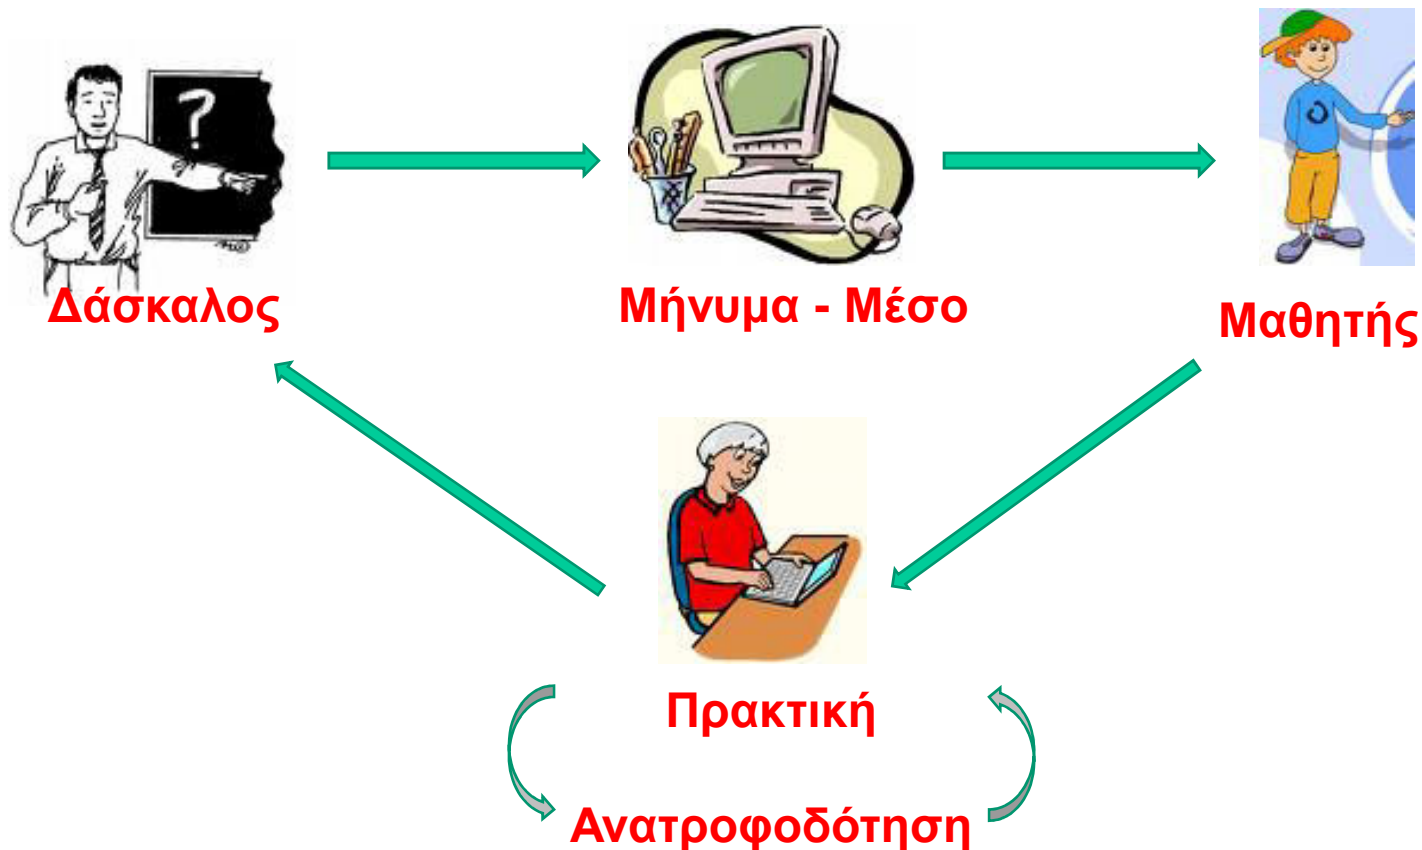 ?
Δάσκαλος
Μήνυμα - Μέσο
Μαθητής
Πρακτική
Ανατροφοδότηση